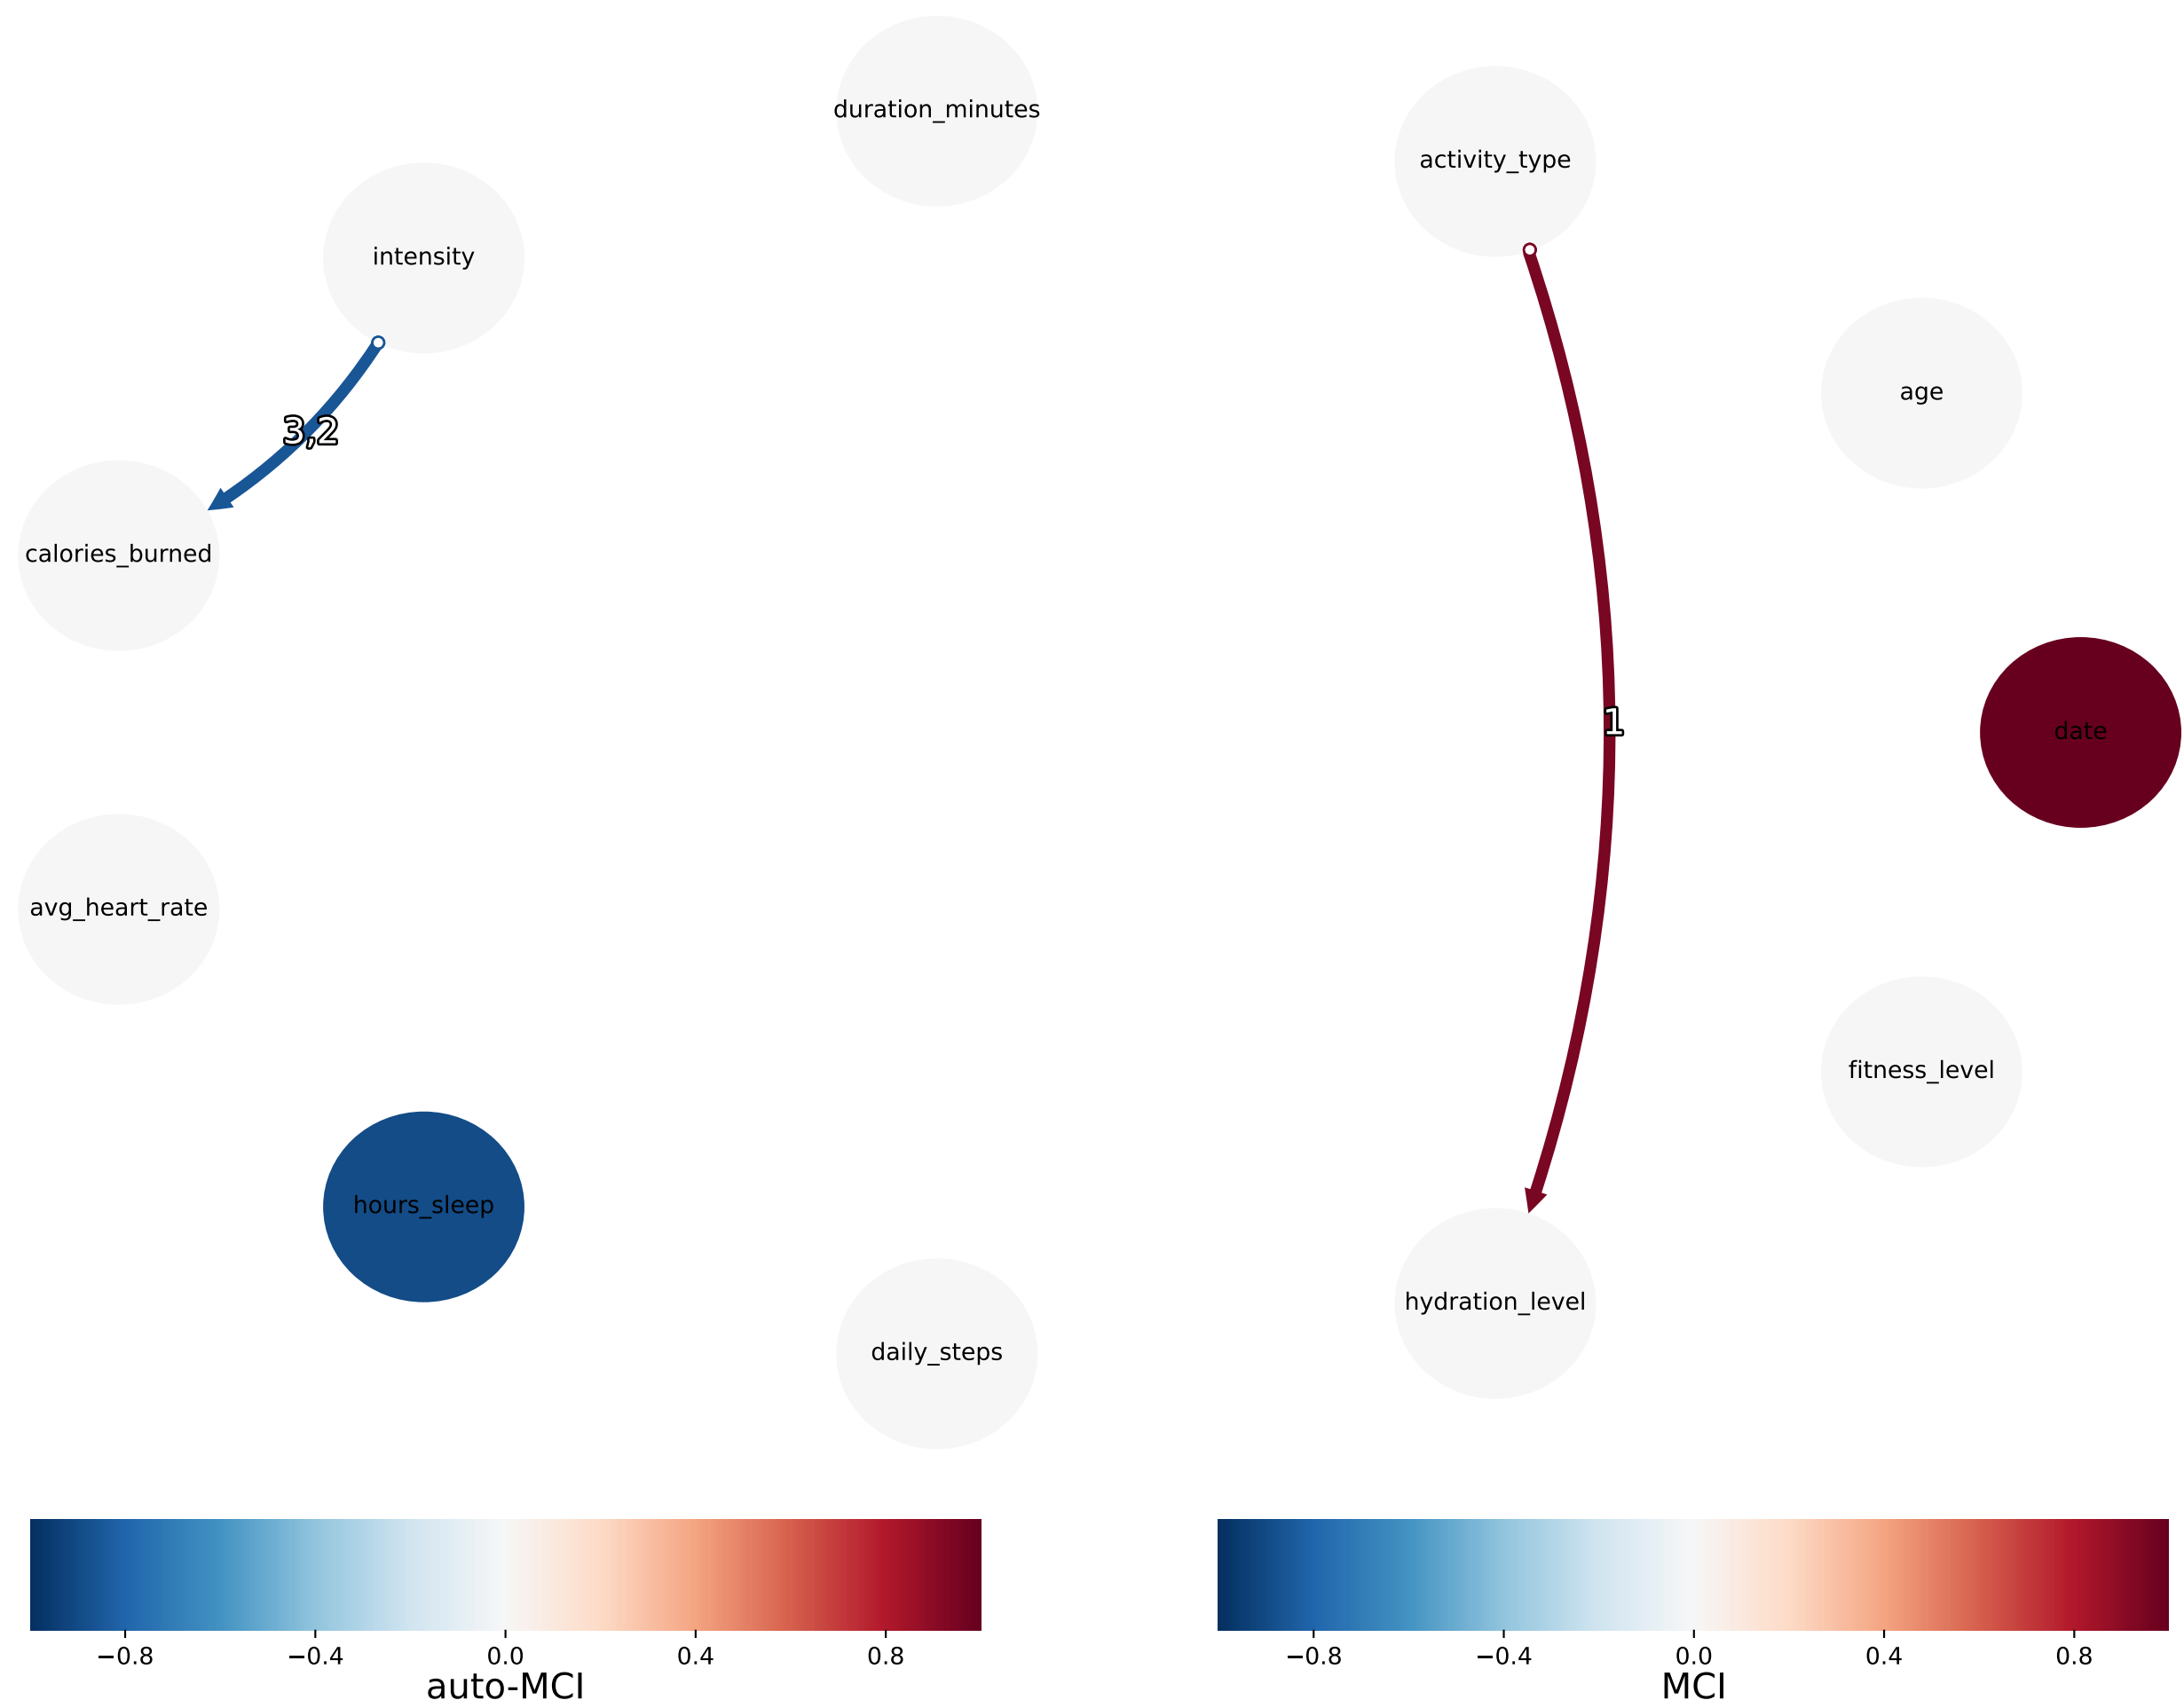 duration_minutes
activity_type
intensity
age
3,2
calories_burned
1
date
avg_heart_rate
fitness_level
hours_sleep
hydration_level
daily_steps
−0.8 −0.4 0.0 0.4 0.8
auto-MCI
−0.8 −0.4 0.0 0.4 0.8
MCI